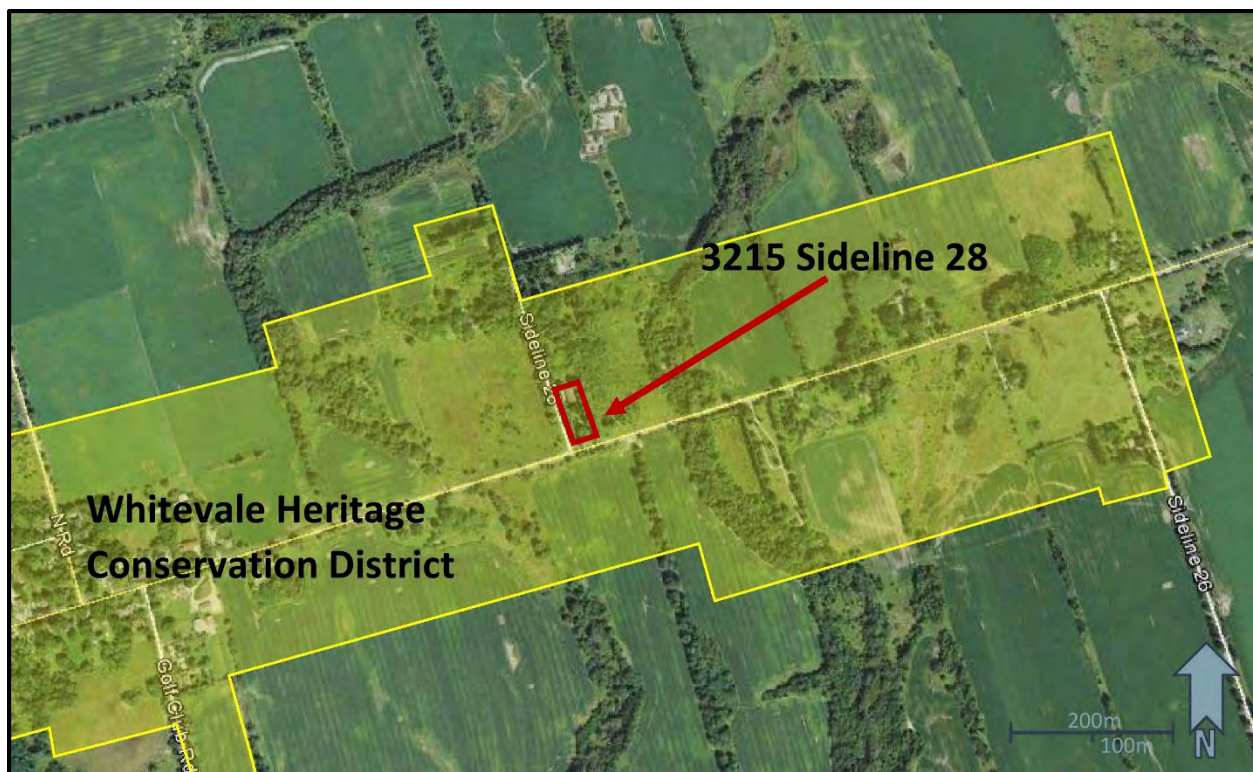 3215 Sideline 28
Sideline 28
Whitevale Heritage
Conservation District
N Rd
Golf Club Rd
Sideline 26
200m
100m
N